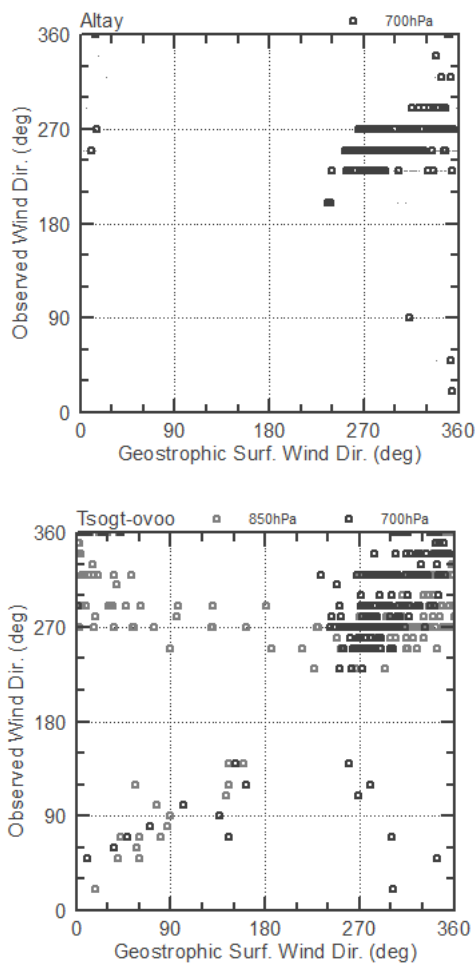 Altay 700hPa
360
270
180
90
0
0 90 180 270 360
Observed Wind Dir. (deg)
Geostrophic Surf. Wind Dir. (deg)
Tsogt-ovoo 850hPa 700hPa
360
270
180
90
0
0 90 180 270 360
Observed Wind Dir. (deg)
Geostrophic Surf. Wind Dir. (deg)